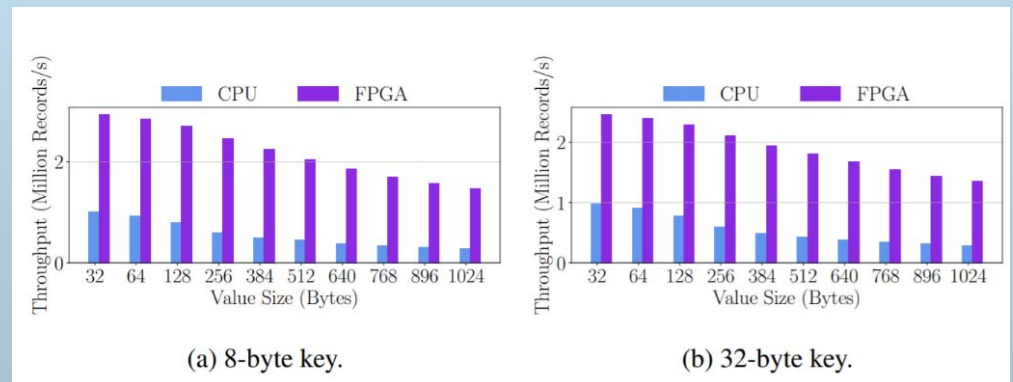 CPU FPGA
Throughput (Million Records/s)
2
0
32 64 128 256 384 512 640 768 896 1024
Value Size (Bytes)
(a) 8-byte key.
CPU FPGA
Throughput (Million Records/s)
2
1
0
32 64 128 256 384 512 640 768 896 1024
Value Size (Bytes)
(b) 32-byte key.